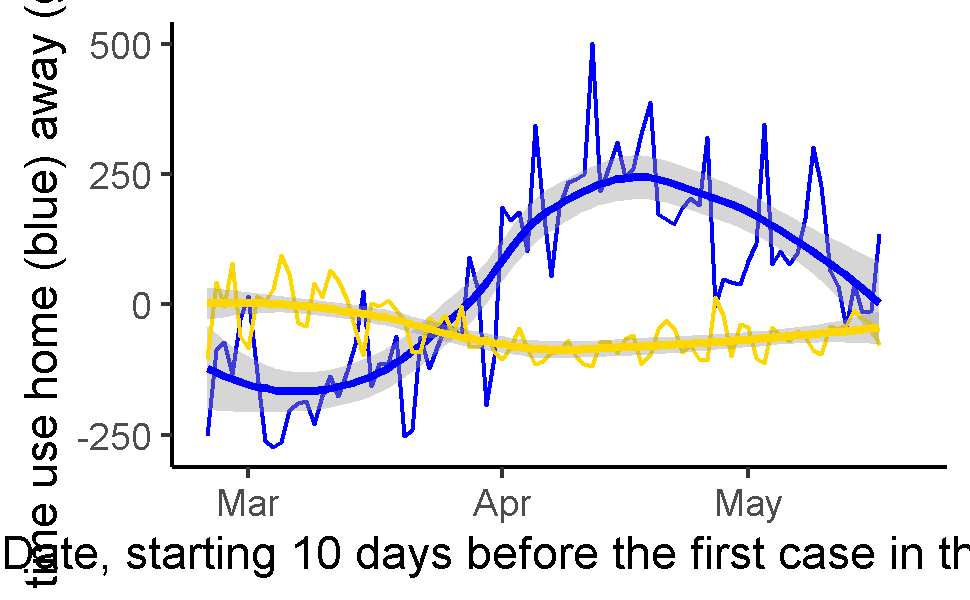 time use home (blue) away (
500
250
0
-250
Mar Apr May
Date, starting 10 days before the first case in th